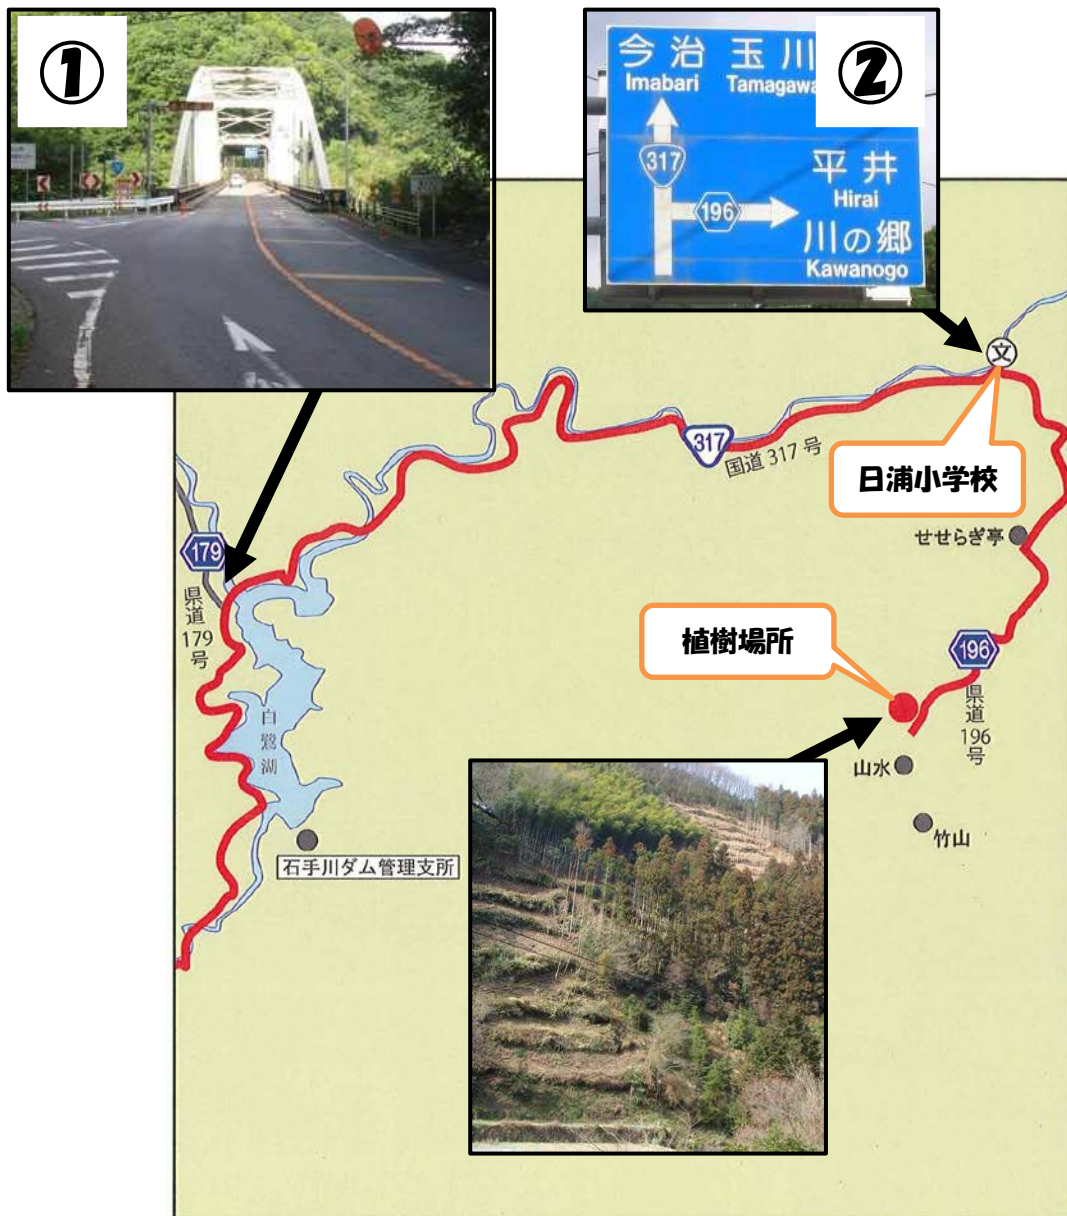 ①
②
今治 玉川
Imabari Tamagawa
317
平井
Hirai
196
川の郷
Kawanogo
文
317
国道 317 号
日浦小学校
せせらぎ亭
179
県道
179
号
植樹場所
196
県道
196
号
白鷺湖
山水
竹山
石手川ダム管理支所